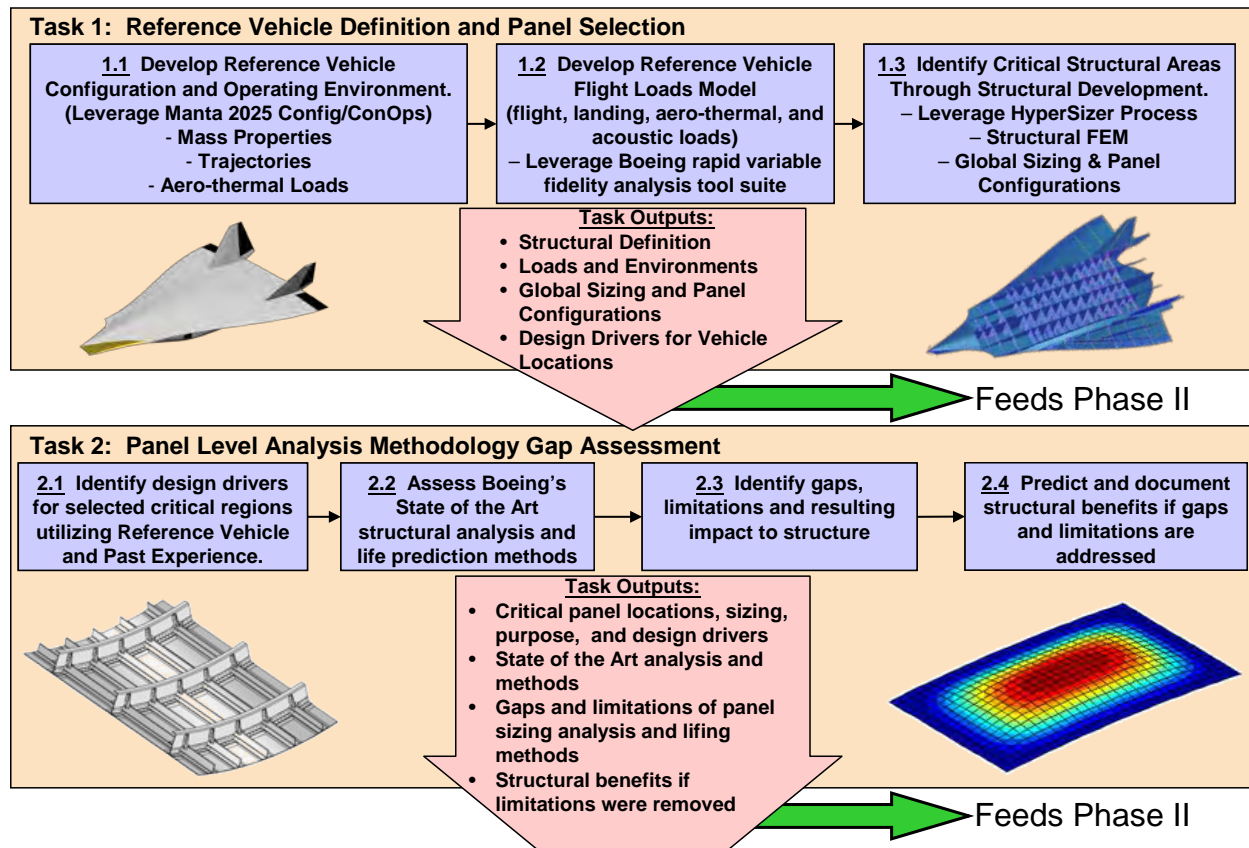 Task 1:  Reference Vehicle Definition and Panel Selection
1.1  Develop Reference Vehicle
Configuration and Operating Environment.
(Leverage Manta 2025 Config/ConOps)
- Mass Properties
- Trajectories
- Aero-thermal Loads
1.2  Develop Reference Vehicle
Flight Loads Model
(flight, landing, aero-thermal, and
acoustic loads)
– Leverage Boeing rapid variable
fidelity analysis tool suite
1.3  Identify Critical Structural Areas
Through Structural Development.
– Leverage HyperSizer Process
– Structural FEM
– Global Sizing & Panel
Configurations
Task Outputs:
• Structural Definition
• Loads and Environments
• Global Sizing and Panel
Configurations
• Design Drivers for Vehicle
Locations
Feeds Phase II
Task 2:  Panel Level Analysis Methodology Gap Assessment
2.1  Identify design drivers
for selected critical regions
utilizing Reference Vehicle
and Past Experience.
2.2  Assess Boeing's
State of the Art
structural analysis and
life prediction methods
2.3  Identify gaps,
limitations and resulting
impact to structure
2.4  Predict and document
structural benefits if gaps
and limitations are
addressed
Task Outputs:
• Critical panel locations, sizing,
purpose,  and design drivers
• State of the Art analysis and
methods
• Gaps and limitations of panel
sizing analysis and lifing
methods
• Structural benefits if
limitations were removed
Feeds Phase II